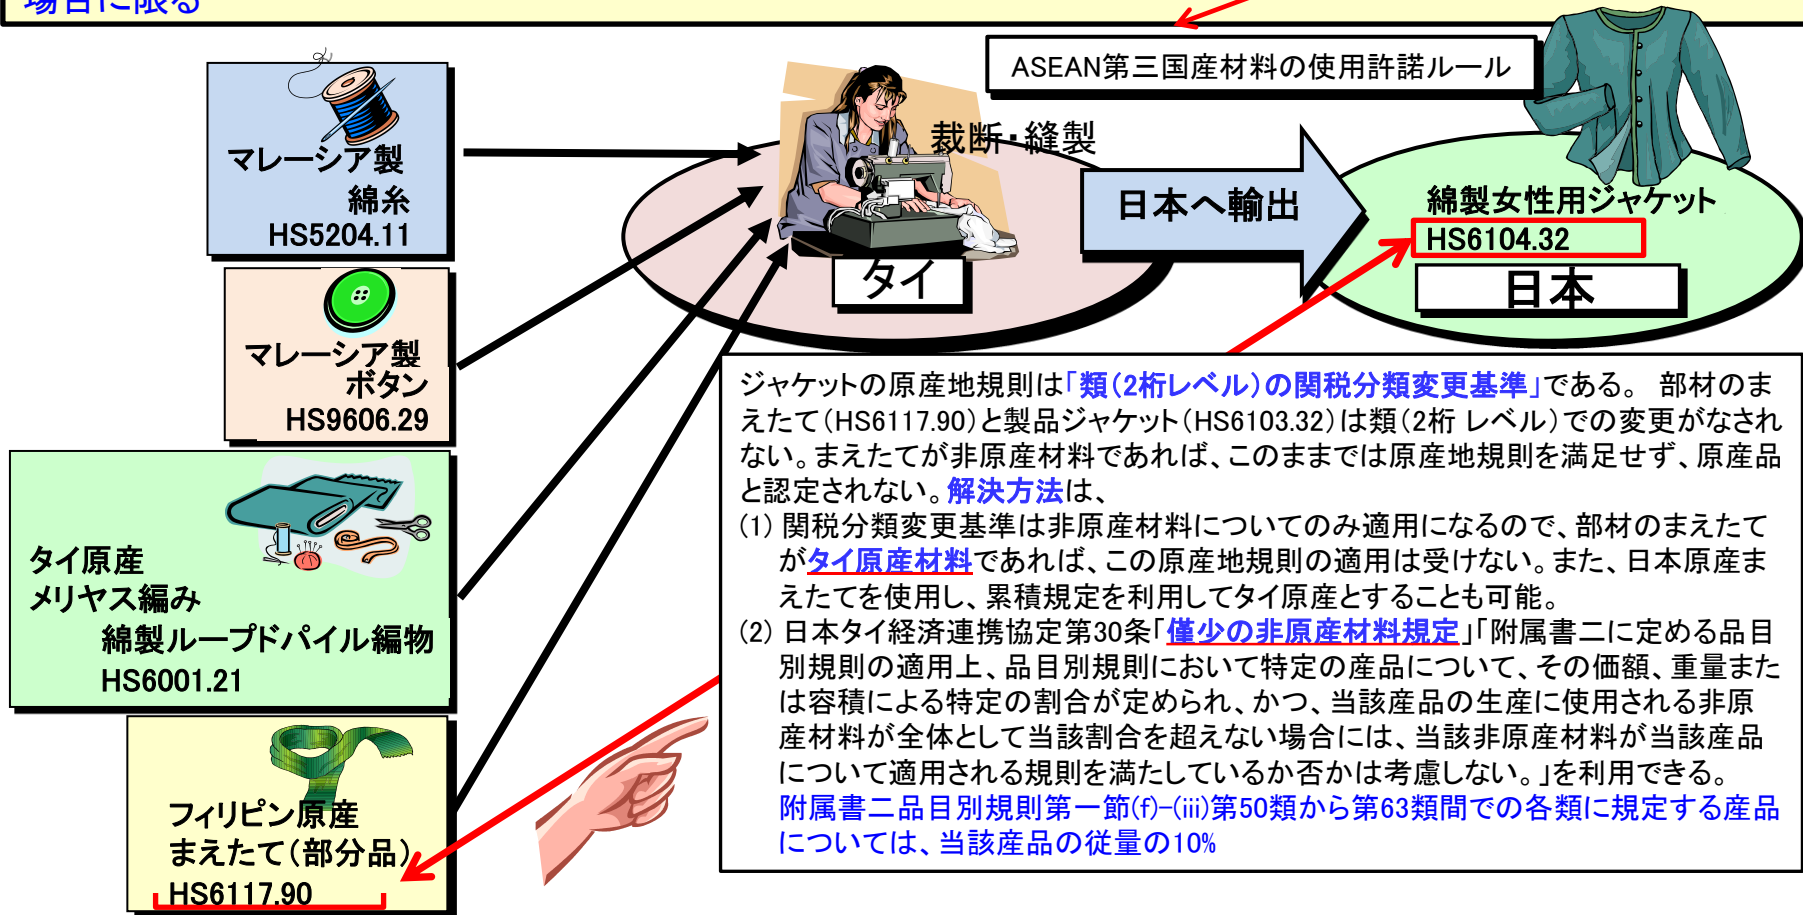 場合に限る
ASEAN第三国産材料の使用許諾ルール
マレーシア製
綿糸
HS5204.11
裁断・縫製
日本へ輸出
綿製女性用ジャケット
HS6104.32
タイ
日本
マレーシア製
ボタン
HS9606.29
タイ原産
メリヤス編み
綿製ループドパイル編物
HS6001.21
フィリピン原産
まえたて(部分品)
HS6117.90
ジャケットの原産地規則は「類(2桁レベル)の関税分類変更基準」である。 部材のま
えたて(HS6117.90)と製品ジャケット(HS6103.32)は類(2桁 レベル)での変更がなされ
ない。まえたてが非原産材料であれば、このままでは原産地規則を満足せず、原産品
と認定されない。解決方法は、
(1) 関税分類変更基準は非原産材料についてのみ適用になるので、部材のまえたて
がタイ原産材料であれば、この原産地規則の適用は受けない。また、日本原産ま
えたてを使用し、累積規定を利用してタイ原産とすることも可能。
(2) 日本タイ経済連携協定第30条「僅少の非原産材料規定」「附属書二に定める品目
別規則の適用上、品目別規則において特定の産品について、その価額、重量また
は容積による特定の割合が定められ、かつ、当該産品の生産に使用される非原
産材料が全体として当該割合を超えない場合には、当該非原産材料が当該産品
について適用される規則を満たしているか否かは考慮しない。」を利用できる。
附属書二品目別規則第一節(f)-(iii)第50類から第63類間での各類に規定する産品
については、当該産品の従量の10%